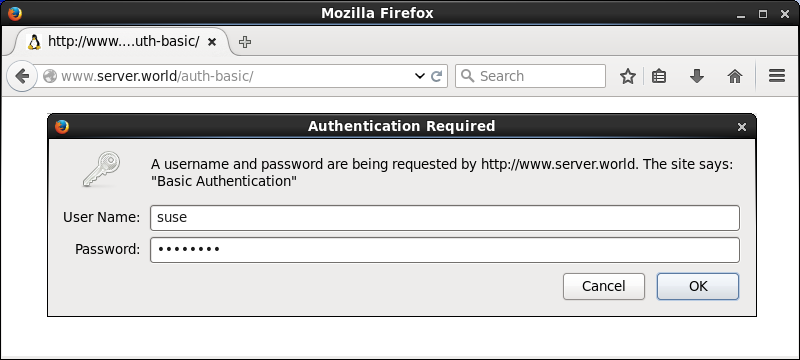 Mozilla Firefox
http://www....uth-basic/
www.server.world/auth-basic/
Search
Authentication Required
A username and password are being requested by http://www.server.world. The site says:
"Basic Authentication"
User Name: suse
Password: ••••••••
Cancel OK